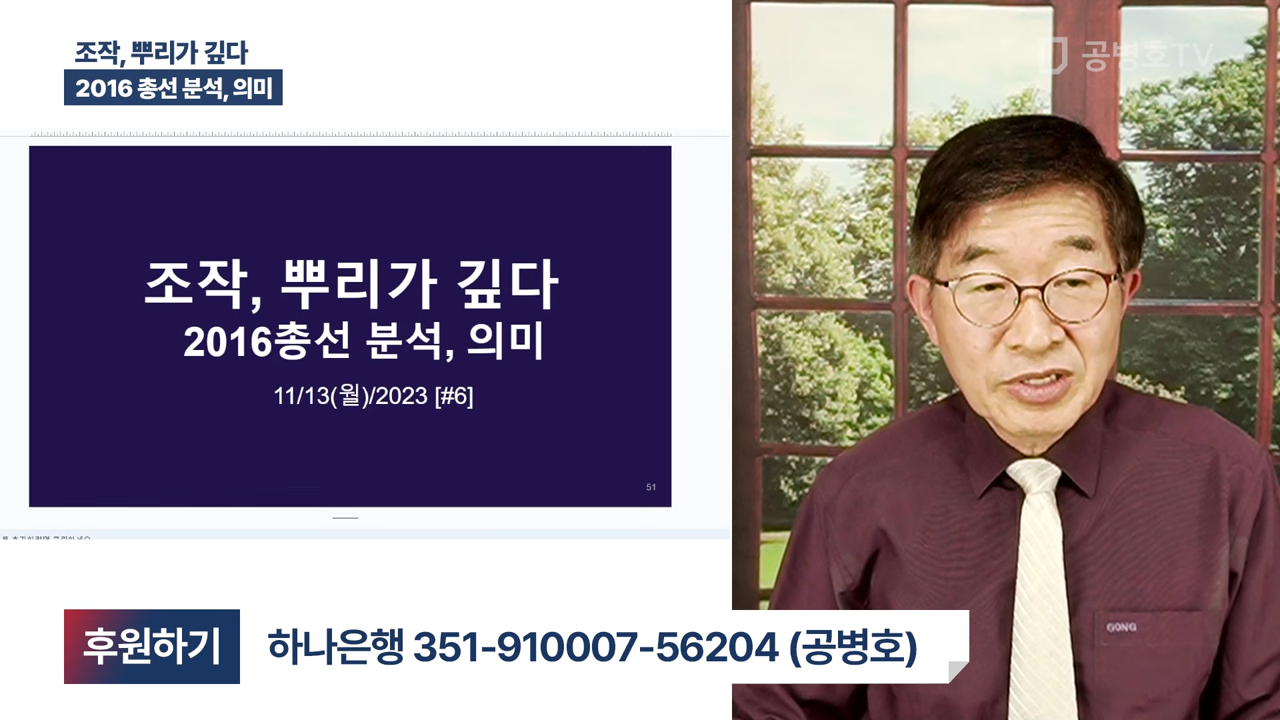 조작, 뿌리가 깊다
2016 총선 분석, 의미
공병호TV
조작, 뿌리가 깊다
2016총선 분석, 의미
11/13(월)/2023 [#6]
51
GONG
후원하기
하나은행 351-910007-56204 (공병호)